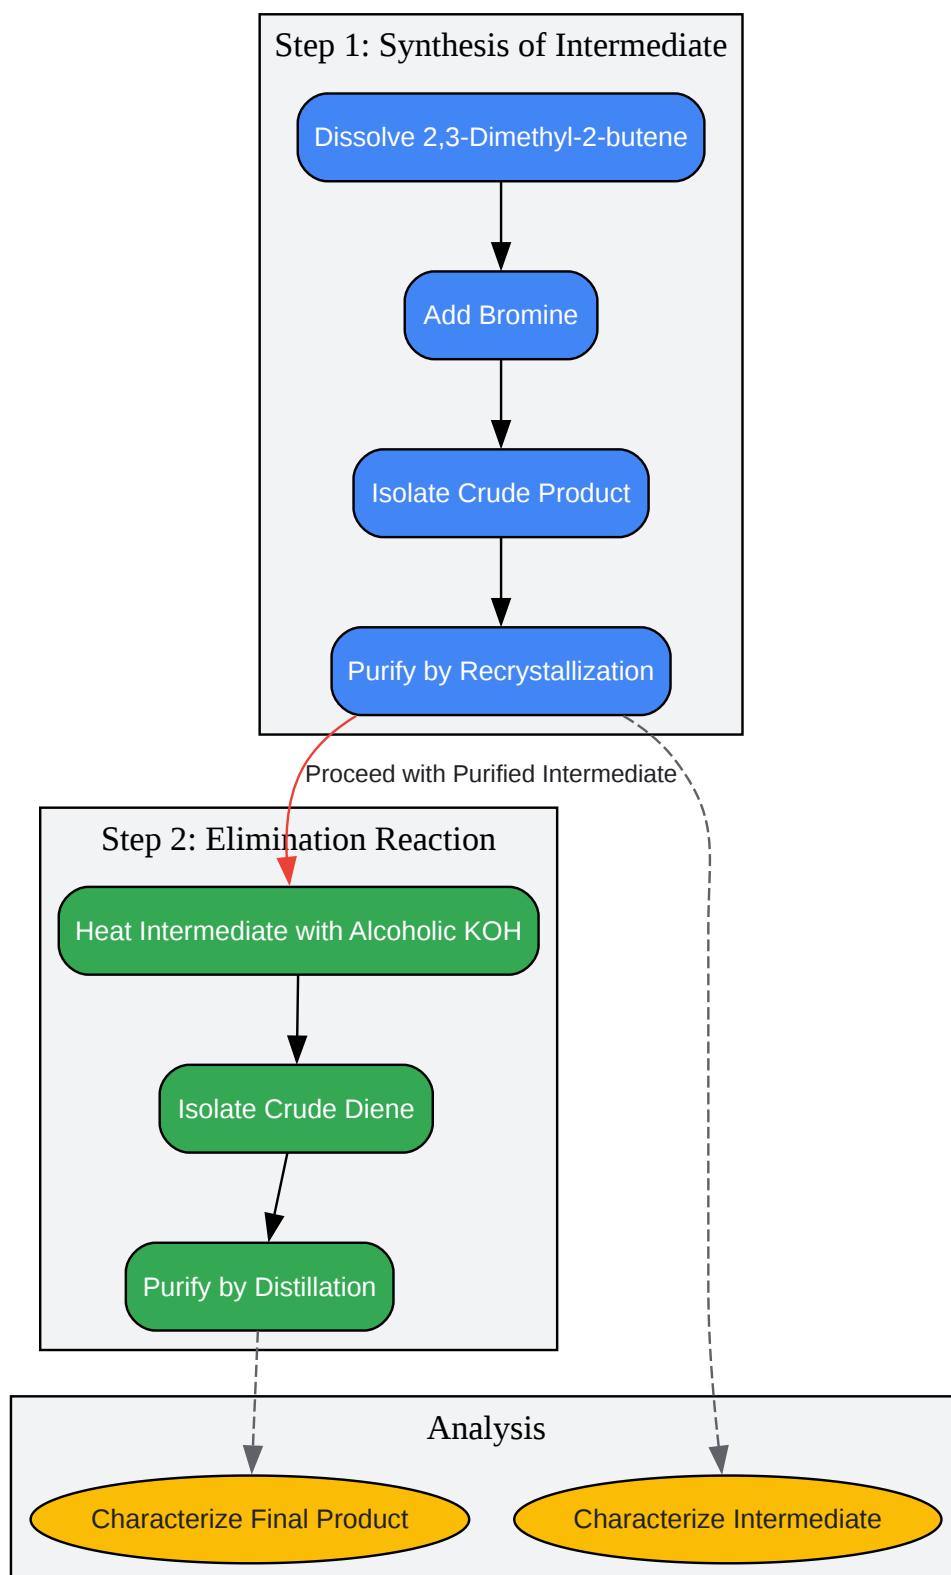 Step 1: Synthesis of Intermediate
Dissolve 2,3-Dimethyl-2-butene
Add Bromine
Isolate Crude Product
Purify by Recrystallization
Proceed with Purified Intermediate
Step 2: Elimination Reaction
Heat Intermediate with Alcoholic KOH
Isolate Crude Diene
Purify by Distillation
Analysis
Characterize Final Product
Characterize Intermediate